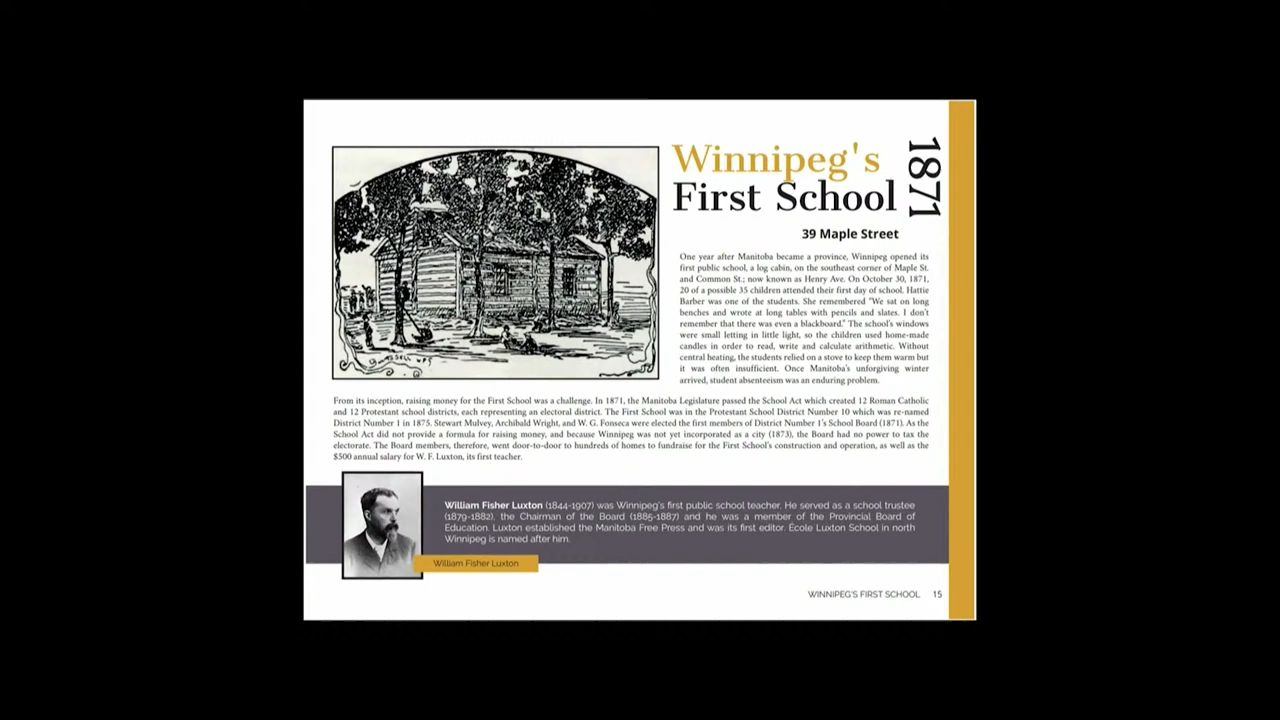 Winnipeg's
First School
1871
39 Maple Street
One year after Manitoba became a province, Winnipeg opened its
first public school, a log cabin, on the southeast corner of Maple St.
and Common St.; now known as Henry Ave. On October 30, 1871,
20 of a possible 35 children attended their first day of school. Hattie
Barber was one of the students. She remembered "We sat on long
benches and wrote at long tables with pencils and slates. I don't
remember that there was even a blackboard." The school's windows
were small letting in little light, so the children used home-made
candles in order to read, write and calculate arithmetic. Without
central heating, the students relied on a stove to keep them warm but
it was often insufficient. Once Manitoba's unforgiving winter
arrived, student absenteeism was an enduring problem.
From its inception, raising money for the First School was a challenge. In 1871, the Manitoba Legislature passed the School Act which created 12 Roman Catholic
and 12 Protestant school districts, each representing an electoral district. The First School was in the Protestant School District Number 10 which was re-named
District Number 1 in 1875. Stewart Mulvey, Archibald Wright, and W. G. Fonseca were elected the first members of District Number 1's School Board (1871). As the
School Act did not provide a formula for raising money, and because Winnipeg was not yet incorporated as a city (1873), the Board had no power to tax the
electorate. The Board members, therefore, went door-to-door to hundreds of homes to fundraise for the First School's construction and operation, as well as the
$500 annual salary for W. F. Luxton, its first teacher.
William Fisher Luxton (1844-1907) was Winnipeg's first public school teacher. He served as a school trustee
(1879-1882), the Chairman of the Board (1885-1887) and he was a member of the Provincial Board of
Education. Luxton established the Manitoba Free Press and was its first editor. École Luxton School in north
Winnipeg is named after him.
William Fisher Luxton
WINNIPEG'S FIRST SCHOOL 15